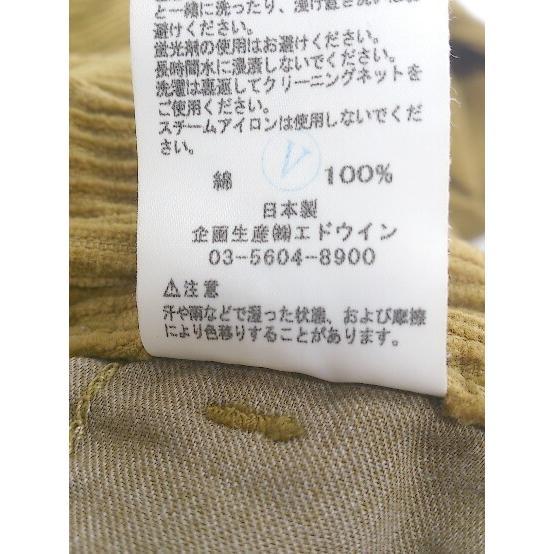 と一緒に洗ったり、浸け置き洗いは
避けください。
蛍光剤の使用はお避けください。
長時間水に浸漬しないでください。
洗濯は裏返してクリーニングネットを
ご使用ください。
スチームアイロンは使用しないでくだ
さい。
綿 100%
日本製
企画生産㈱エドウイン
03-5604-8900
⚠注意
汗や雨などで湿った状態、および摩擦
により色移りすることがあります。